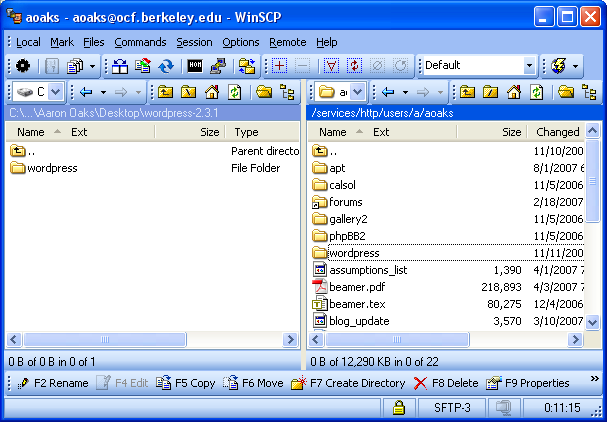 aoaks - aoaks@ocf.berkeley.edu - WinSCP
Local Mark Files Commands Session Options Remote Help
Default
C
C:\...\Aaron Oaks\Desktop\wordpress-2.3.1
/services/http/users/a/aoaks
Name Ext Size Type
Name Ext Size Changed
.. Parent directo
wordpress File Folder
.. 11/10/200
apt 8/1/2007 6
calsol 11/5/2006
forums 2/18/2007
gallery2 11/5/2006
phpBB2 11/5/2006
wordpress 11/11/200
assumptions_list 1,390 4/1/2007 7
beamer.pdf 218,893 4/3/2007 7
beamer.tex 80,275 12/4/2006
blog_update 3,570 3/10/2007
0 B of 0 B in 0 of 1
0 B of 12,290 KB in 0 of 22
F2 Rename F4 Edit F5 Copy F6 Move F7 Create Directory F8 Delete F9 Properties »
SFTP-3 0:11:15